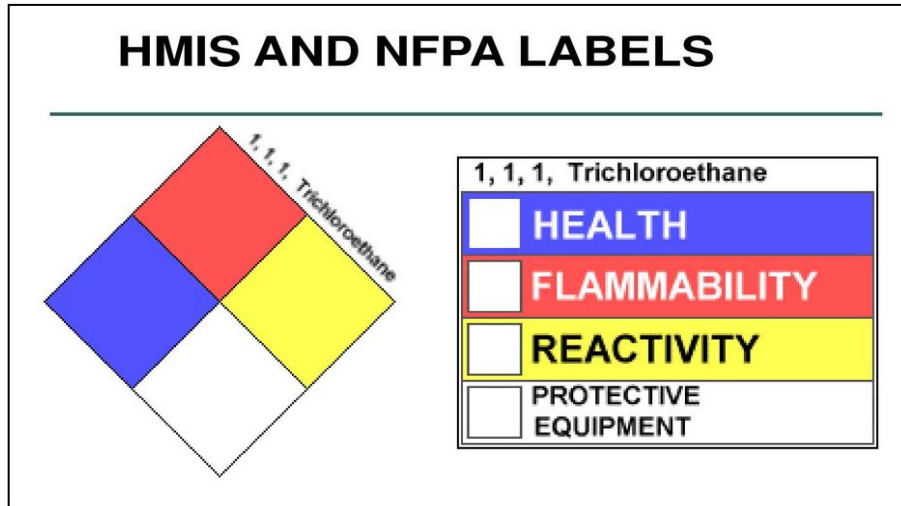 HMIS AND NFPA LABELS
1, 1, 1, Trichloroethane
1, 1, 1, Trichloroethane
HEALTH
FLAMMABILITY
REACTIVITY
PROTECTIVE
EQUIPMENT